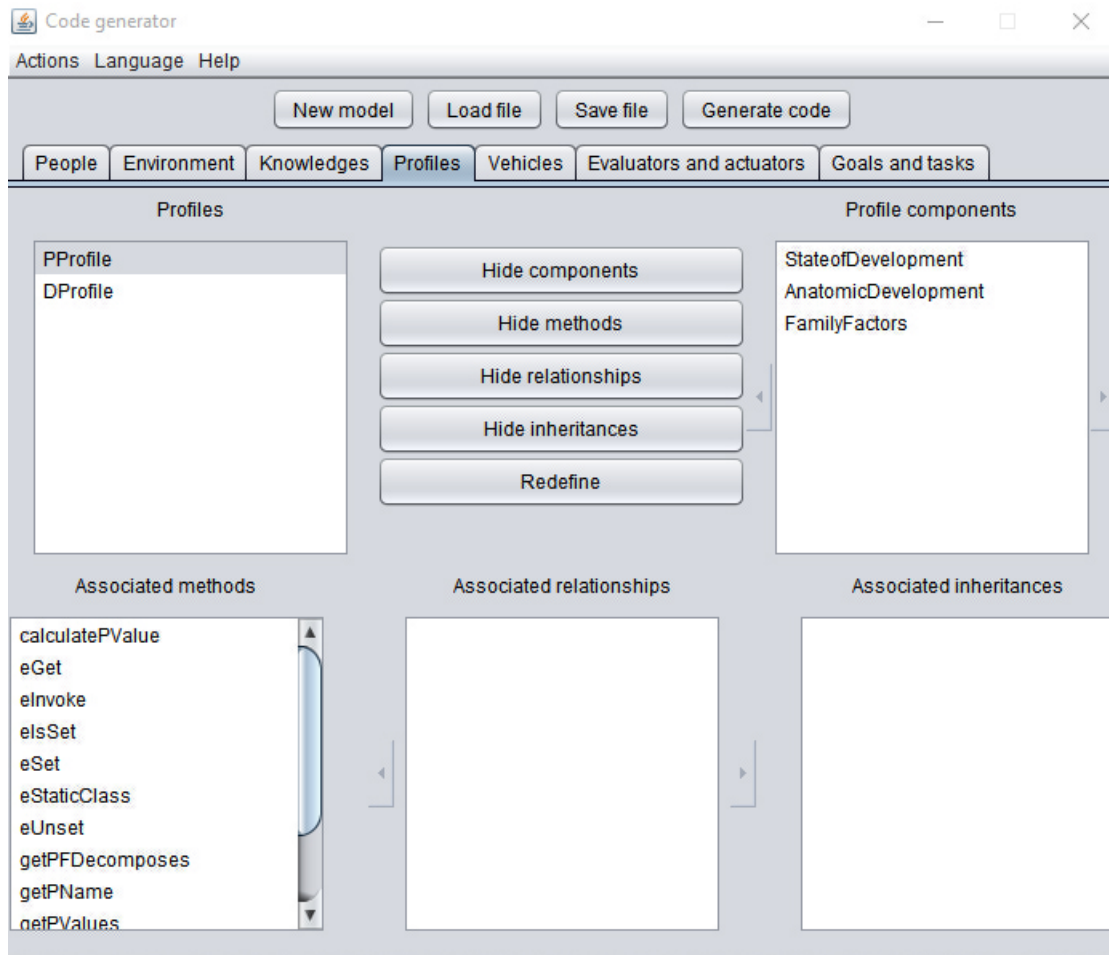 Code generator
Actions Language Help
New model Load file Save file Generate code
People Environment Knowledges Profiles Vehicles Evaluators and actuators Goals and tasks
Profiles
PProfile
DProfile
Hide components
Hide methods
Hide relationships
Hide inheritances
Redefine
Profile components
StateofDevelopment
AnatomicDevelopment
FamilyFactors
Associated methods
calculatePValue
eGet
eInvoke
eIsSet
eSet
eStaticClass
eUnset
getPFDecomposes
getPName
getPValues
Associated relationships
Associated inheritances